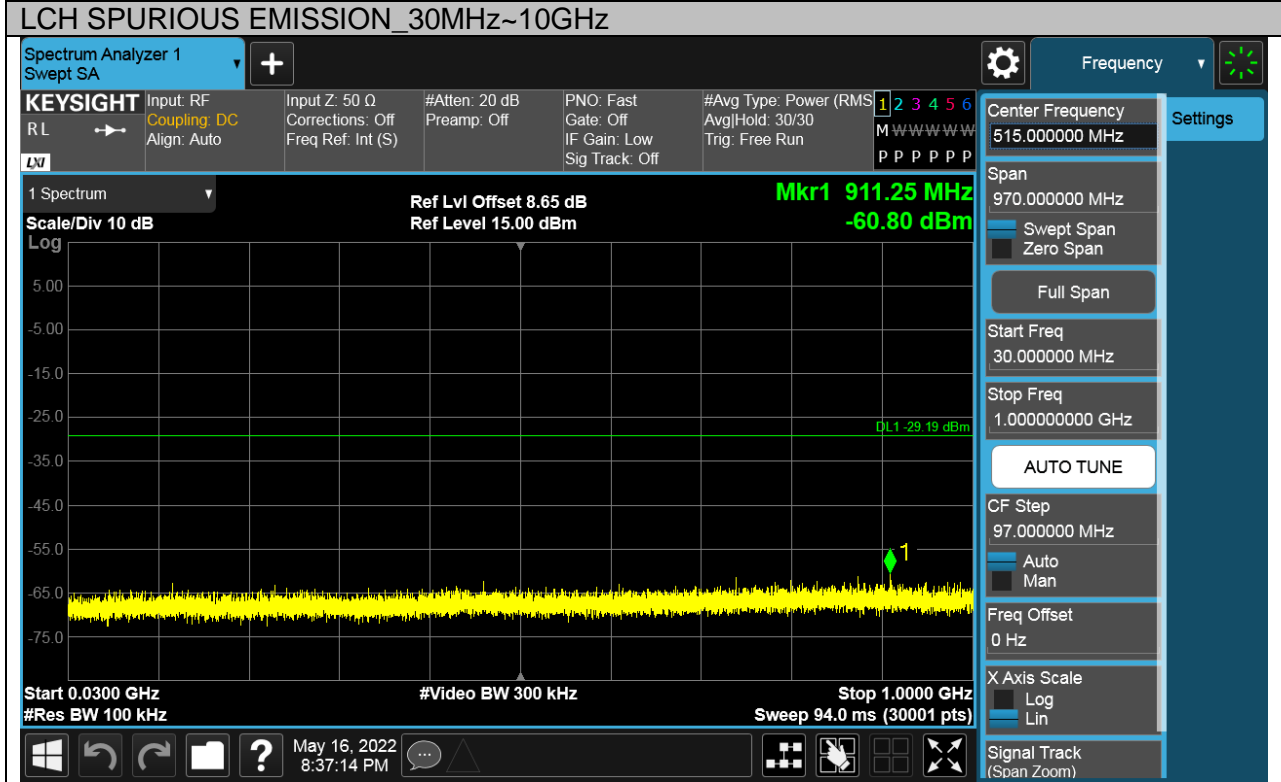 LCH SPURIOUS EMISSION_30MHz~10GHz
Spectrum Analyzer 1
Swept SA
Frequency
KEYSIGHT
RL
LXI
Input: RF
Coupling: DC
Align: Auto
Input Z: 50 Ω
Corrections: Off
Freq Ref: Int (S)
#Atten: 20 dB
Preamp: Off
PNO: Fast
Gate: Off
IF Gain: Low
Sig Track: Off
#Avg Type: Power (RMS
Avg|Hold: 30/30
Trig: Free Run
1 2 3 4 5 6
M W W W W W
P P P P P P
1 Spectrum
Scale/Div 10 dB
Log
Ref Lvl Offset 8.65 dB
Ref Level 15.00 dBm
Mkr1 911.25 MHz
-60.80 dBm
5.00
-5.00
-15.0
-25.0
DL1 -29.19 dBm
-35.0
-45.0
-55.0
1
-65.0
-75.0
Start 0.0300 GHz
#Video BW 300 kHz
Stop 1.0000 GHz
#Res BW 100 kHz
Sweep 94.0 ms (30001 pts)
May 16, 2022
8:37:14 PM
Center Frequency
515.000000 MHz
Settings
Span
970.000000 MHz
Swept Span
Zero Span
Full Span
Start Freq
30.000000 MHz
Stop Freq
1.000000000 GHz
AUTO TUNE
CF Step
97.000000 MHz
Auto
Man
Freq Offset
0 Hz
X Axis Scale
Log
Lin
Signal Track
(Span Zoom)